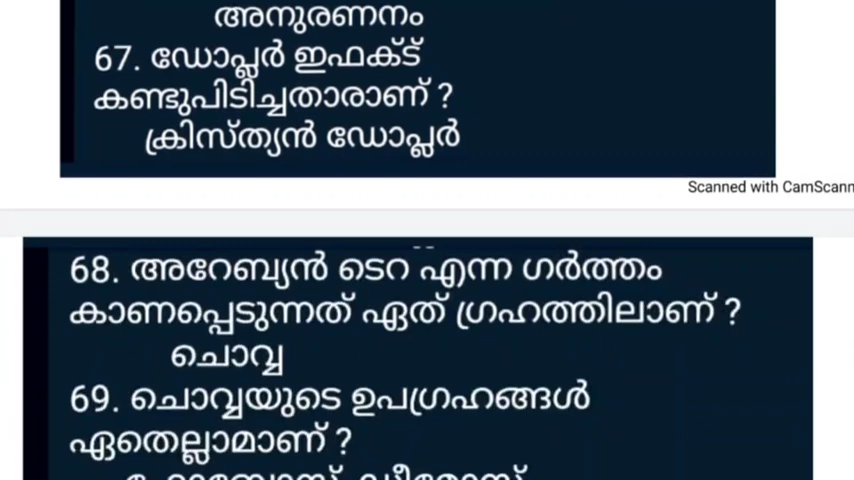 അനുരണനം
67. ഡോപ്ലർ ഇഫക്ട്
കണ്ടുപിടിച്ചതാരാണ് ?
ക്രിസ്ത്യൻ ഡോപ്ലർ
Scanned with CamScann
68. അറേബ്യൻ ടെറ എന്ന ഗർത്തം
കാണപ്പെടുന്നത് ഏത് ഗ്രഹത്തിലാണ് ?
ചൊവ്വ
69. ചൊവ്വയുടെ ഉപഗ്രഹങ്ങൾ
ഏതെല്ലാമാണ് ?